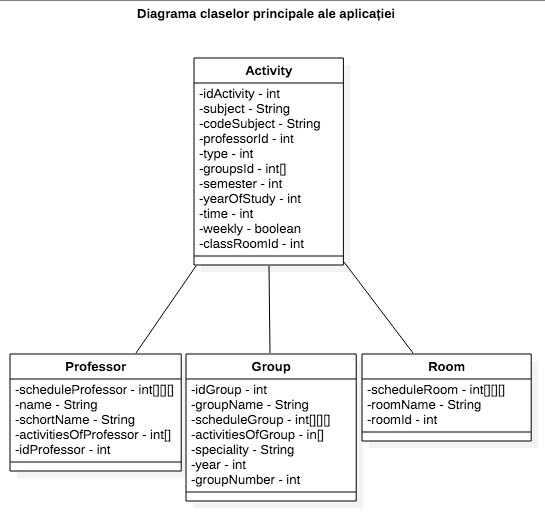 Diagrama claselor principale ale aplicației
Activity
-idActivity - int
-subject - String
-codeSubject - String
-professorId - int
-type - int
-groupsId - int[]
-semester - int
-yearOfStudy - int
-time - int
-weekly - boolean
-classRoomId - int
Professor
-scheduleProfessor - int[][][]
-name - String
-schortName - String
-activitiesOfProfessor - int[]
-idProfessor - int
Group
-idGroup - int
-groupName - String
-scheduleGroup - int[][][]
-activitiesOfGroup - in[]
-speciality - String
-year - int
-groupNumber - int
Room
-scheduleRoom - int[][][]
-roomName - String
-roomId - int